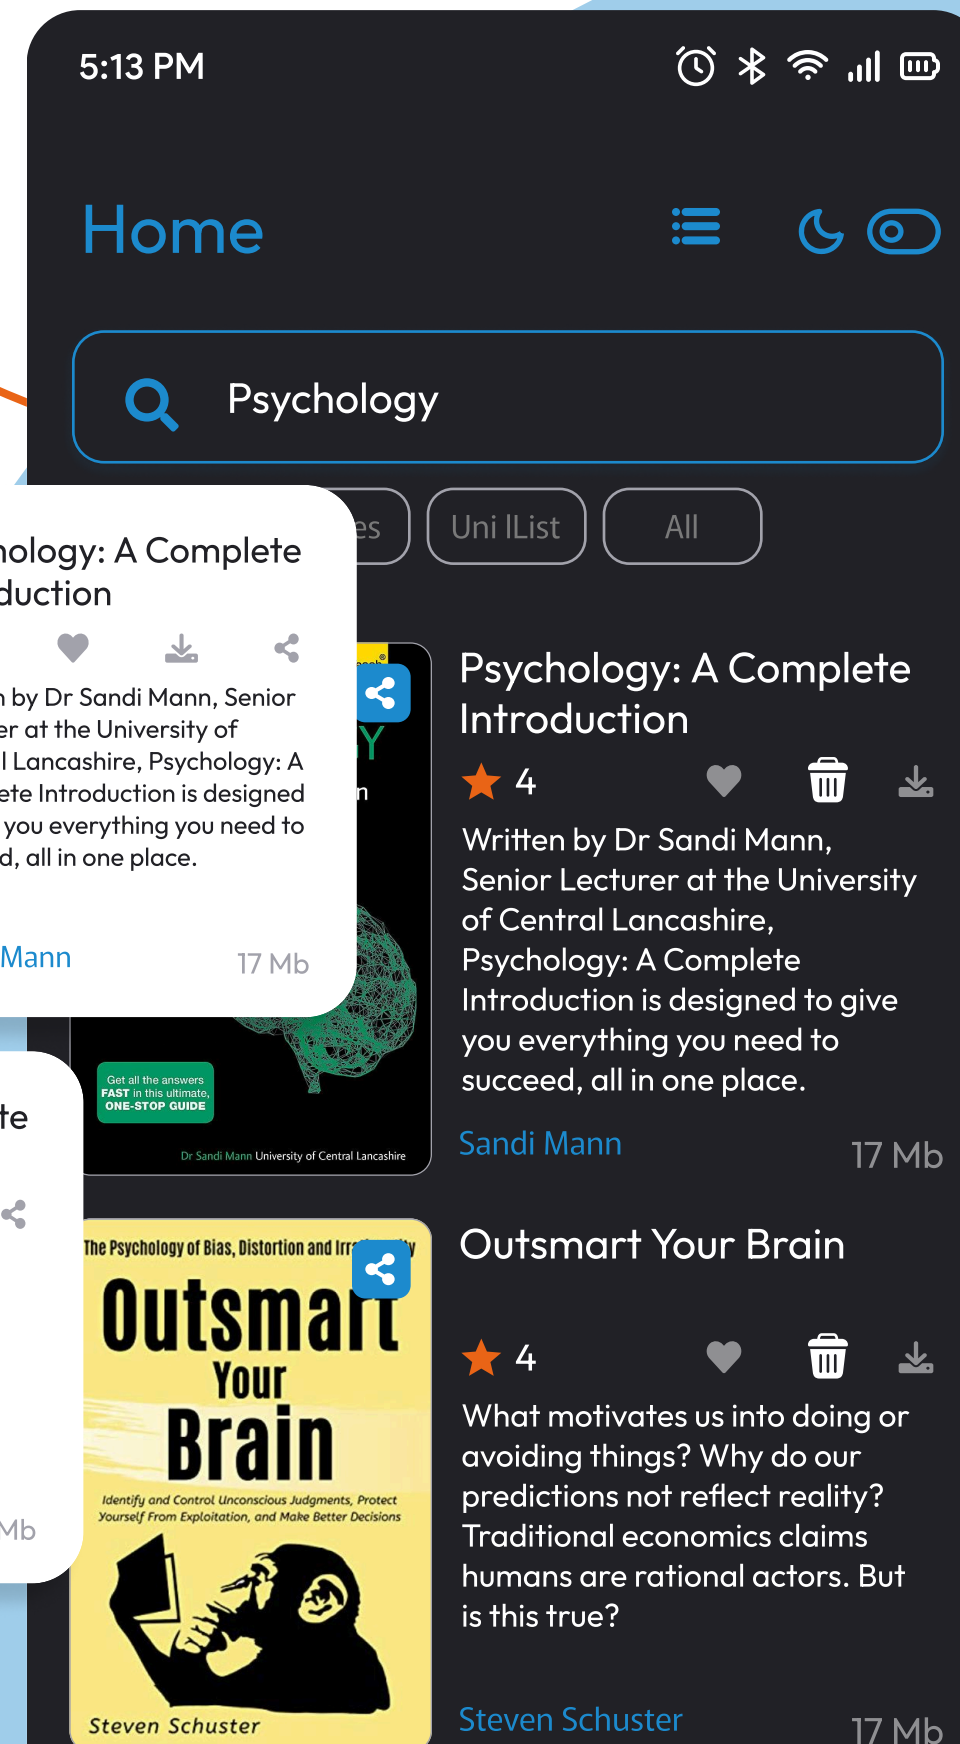 5:13 PM
Home
Psychology
Uni lList
All
A Complete
by Dr Sandi Mann, Senior
at the University of
Lancashire, Psychology: A
Introduction is designed
you everything you need to
all in one place.
Mann
17 Mb
Mb
Get all the answers
FAST in this ultimate,
ONE-STOP GUIDE
Dr Sandi Mann University of Central Lancashire
Psychology: A Complete
Introduction
4
Written by Dr Sandi Mann,
Senior Lecturer at the University
of Central Lancashire,
Psychology: A Complete
Introduction is designed to give
you everything you need to
succeed, all in one place.
Sandi Mann
17 Mb
The Psychology of Bias, Distortion and
Outsmart
Your
Brain
Identify and Control Unconscious Judgments, Protect
Yourself From Exploitation, and Make Better Decisions
Steven Schuster
Outsmart Your Brain
4
What motivates us into doing or
avoiding things? Why do our
predictions not reflect reality?
Traditional economics claims
humans are rational actors. But
is this true?
Steven Schuster
17 Mb